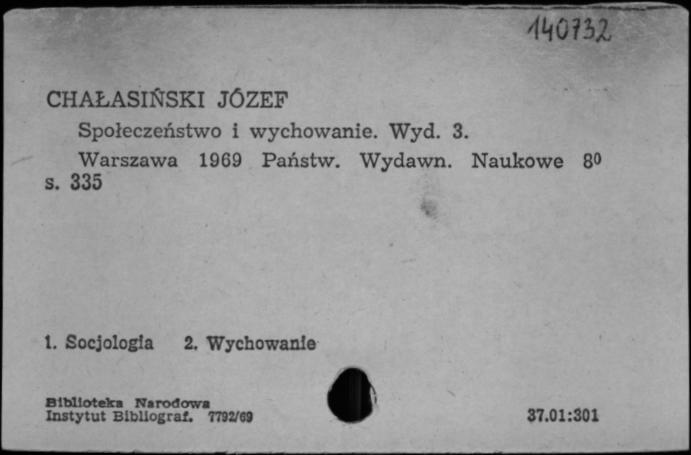 140732
CHAŁASIŃSKI JÓZEF
Społeczeństwo i wychowanie. Wyd. 3.
Warszawa 1969 Państw. Wydawn. Naukowe 8⁰
s. 335
1. Socjologia 2. Wychowanie
Biblioteka Narodowa
Instytut Bibliograf. 7792/69
37.01:301